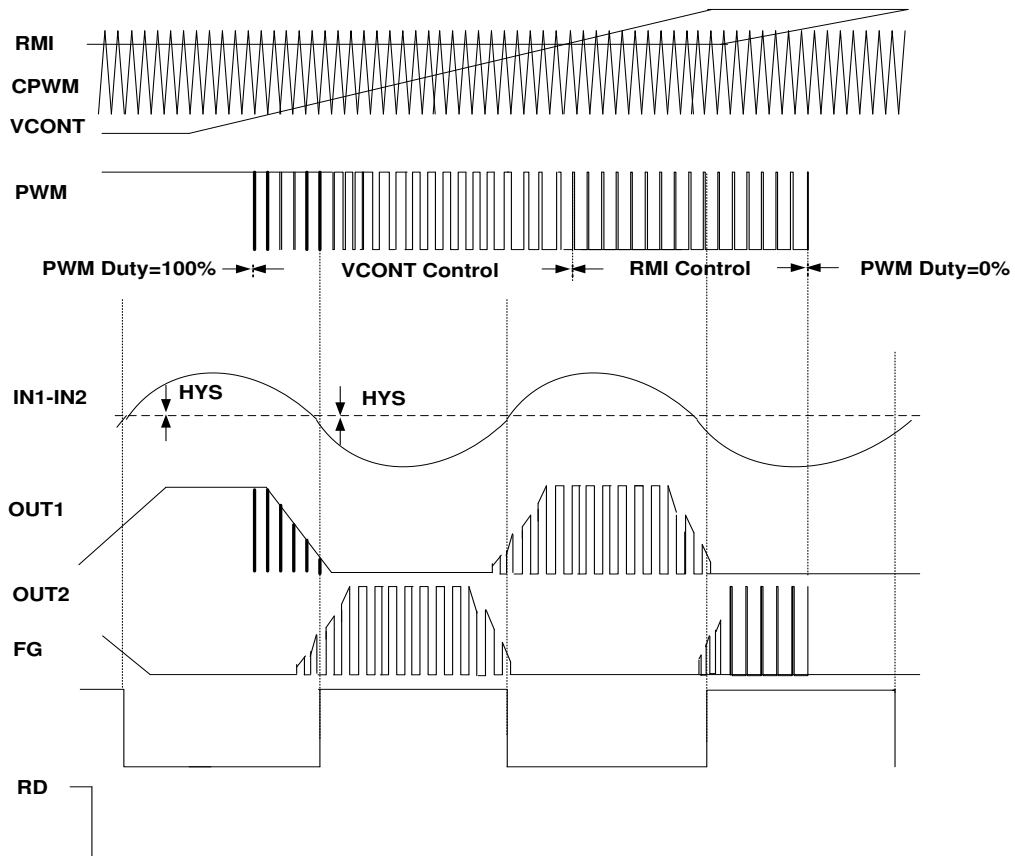 RMI
CPWM
VCONT
PWM
PWM Duty=100%
VCONT Control
RMI Control
PWM Duty=0%
IN1-IN2
HYS
HYS
OUT1
OUT2
FG
RD